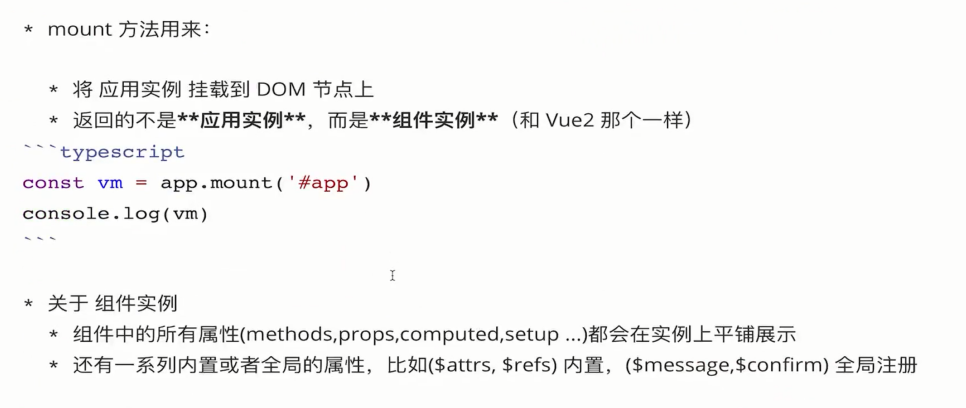 * mount 方法用来：
* 将 应用实例 挂载到 DOM 节点上
* 返回的不是**应用实例**，而是**组件实例**（和 Vue2 那个一样）
```typescript
const vm = app.mount('#app')
console.log(vm)
```
* 关于 组件实例
* 组件中的所有属性(methods,props,computed,setup ...)都会在实例上平铺展示
* 还有一系列内置或者全局的属性，比如($attrs, $refs) 内置，($message,$confirm) 全局注册